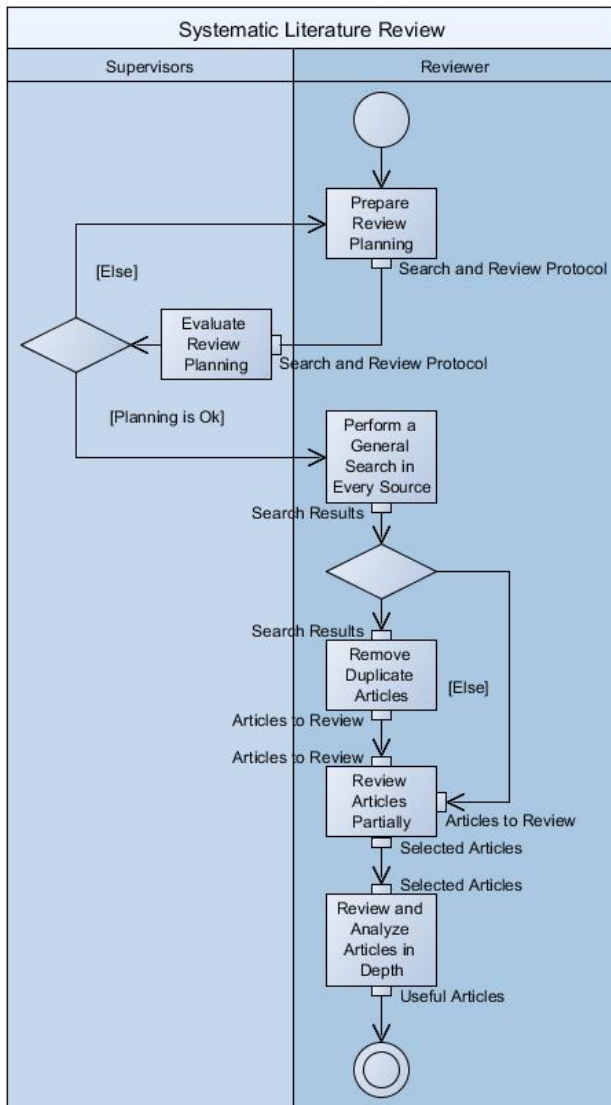 Systematic Literature Review
Supervisors
Reviewer
Prepare
Review
Planning
Search and Review Protocol
[Else]
Evaluate
Review
Planning
Search and Review Protocol
[Planning is Ok]
Perform a
General
Search in
Every Source
Search Results
Search Results
Remove
Duplicate
Articles
[Else]
Articles to Review
Articles to Review
Review
Articles
Partially
Articles to Review
Selected Articles
Selected Articles
Review and
Analyze
Articles in
Depth
Useful Articles